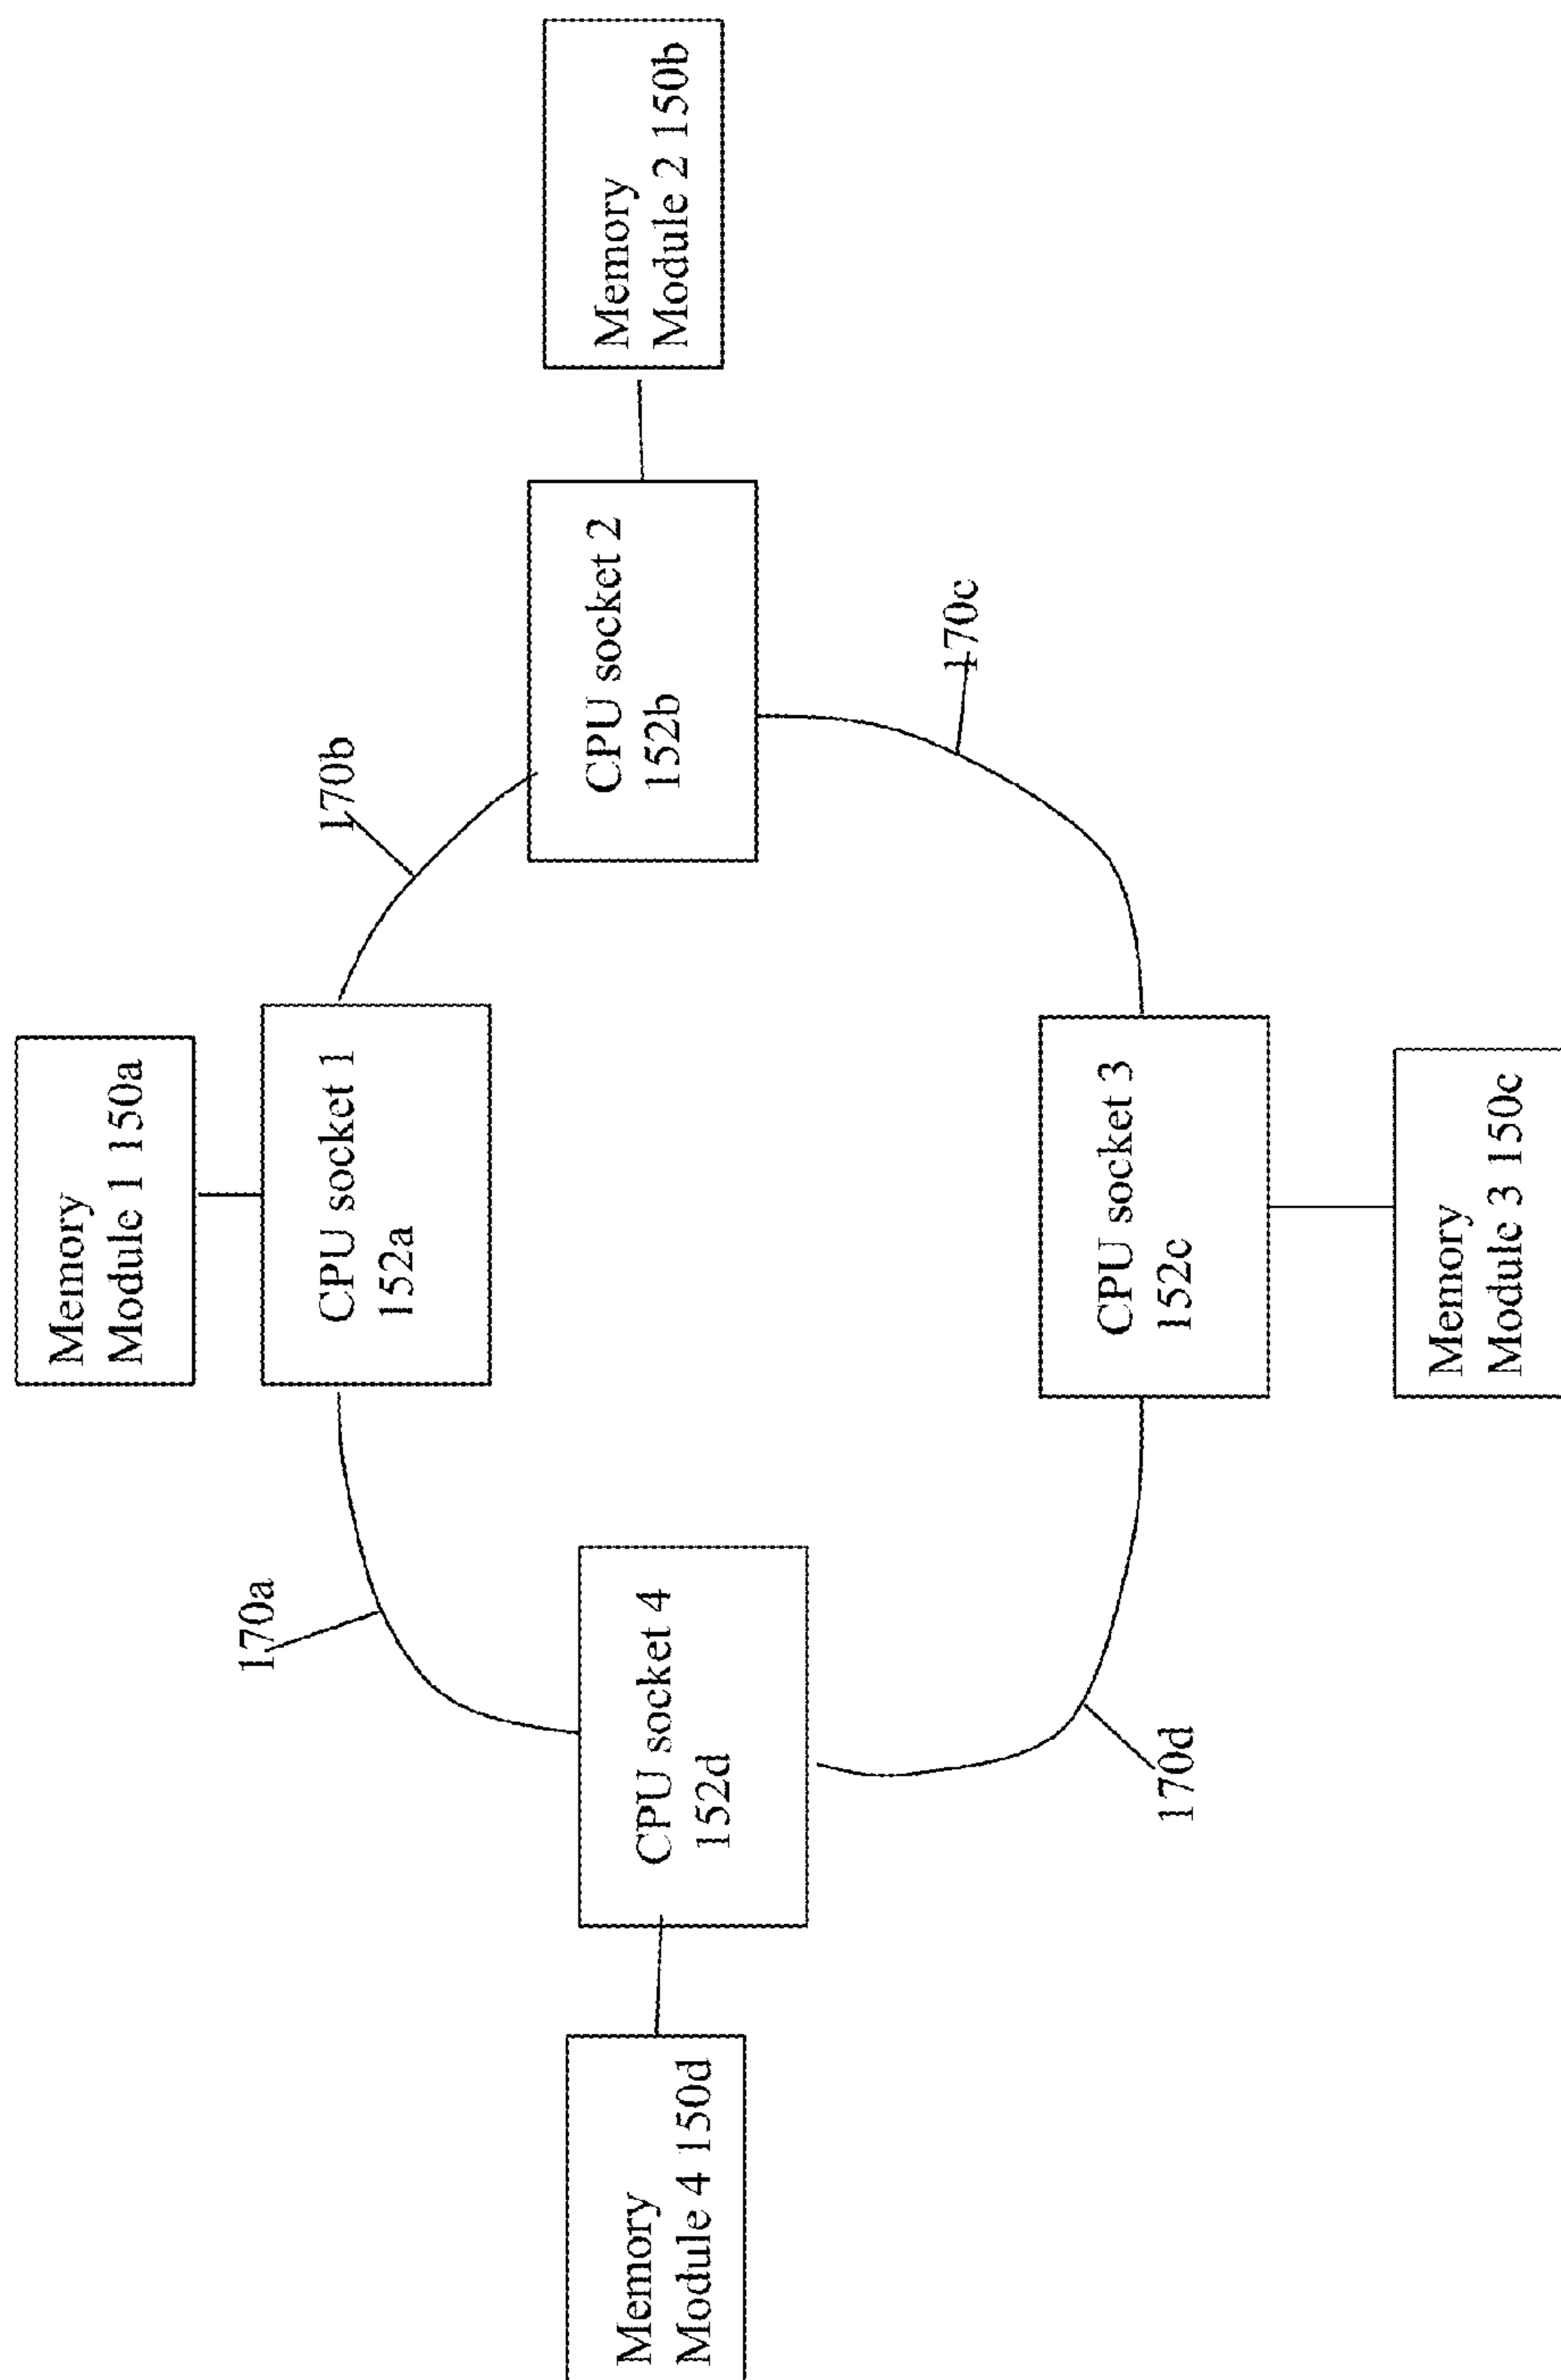 Memory
Module 1 150a
170a
CPU socket 1
152a
170b
Memory
Module 4 150d
CPU socket 4
152d
CPU socket 2
152b
Memory
Module 2 150b
170d
CPU socket 3
152c
170c
Memory
Module 3 150c